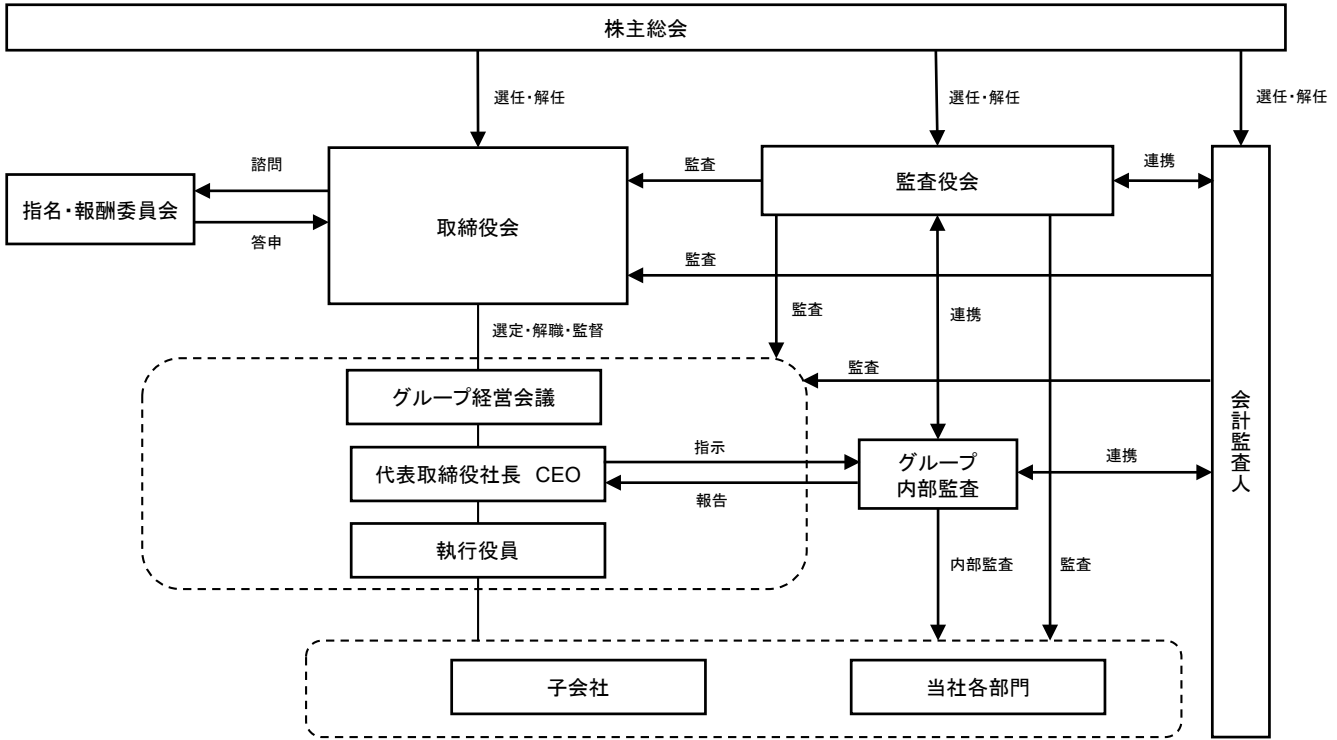 株主総会
選任・解任
選任・解任
選任・解任
諮問
指名・報酬委員会
答申
取締役会
監査
監査役会
連携
監査
監査
連携
選定・解職・監督
監査
グループ経営会議
代表取締役社長 CEO
執行役員
指示
報告
グループ
内部監査
連携
会計監査人
内部監査
監査
子会社
当社各部門